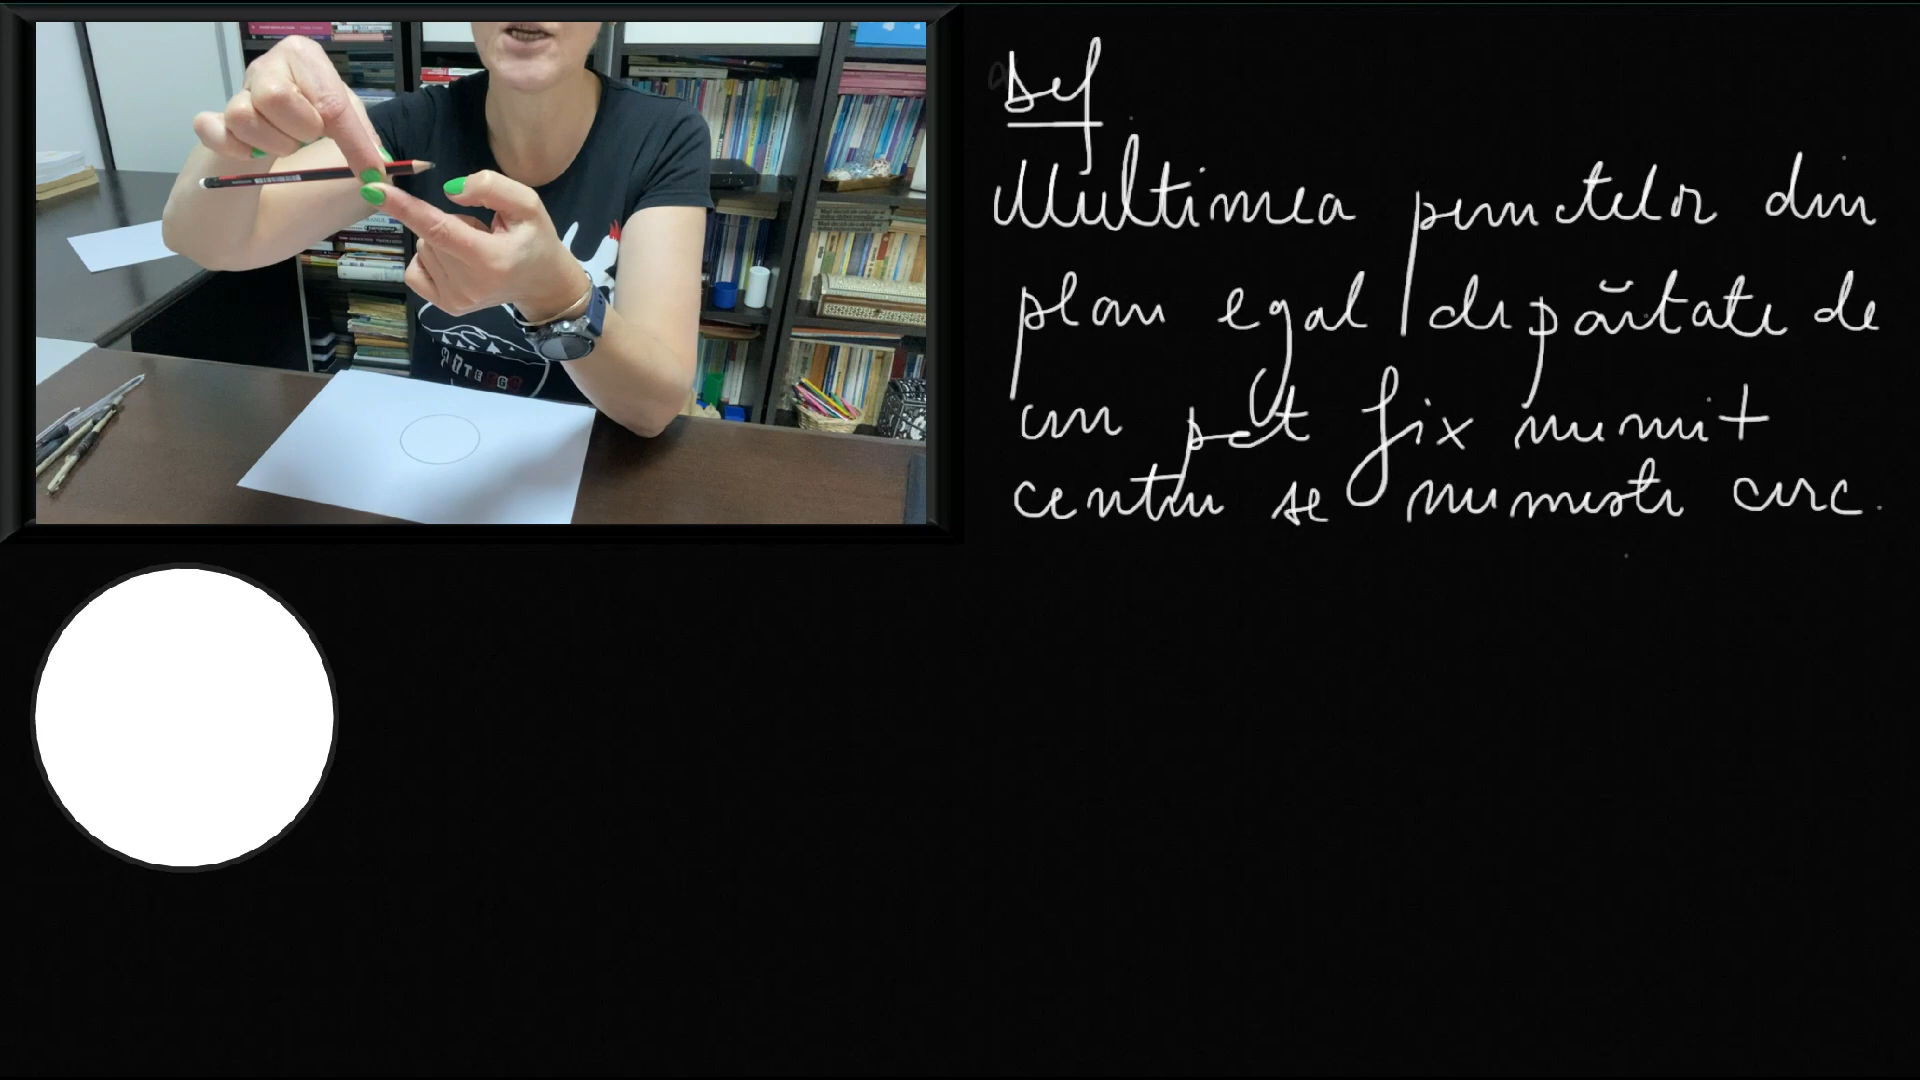 Def
Multimea punctelor din
plan egal depărtate de
un pct fix numit
centru se numeste cerc.